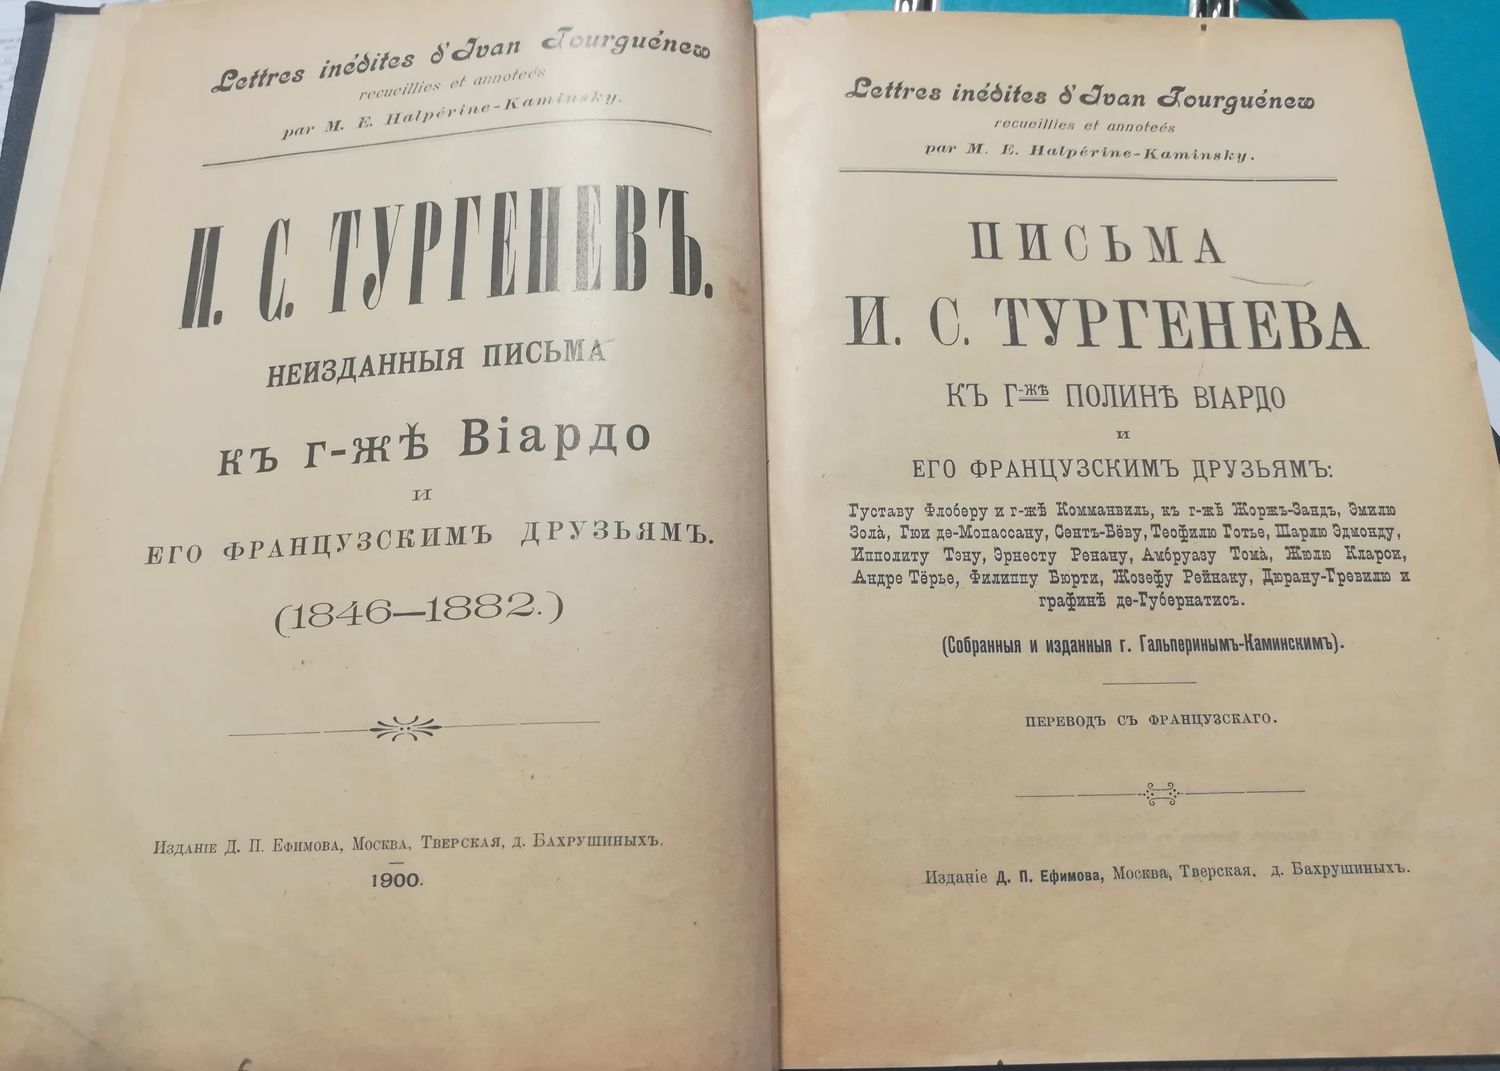 Lettres inédites d'Ivan Tourguénew
recueillies et annoteés
par M. E. Halpérine-Kaminsky.
И. С. ТУРГЕНЕВЪ.
НЕИЗДАННЫЯ ПИСЬМА
къ г-жѣ Віардо
и
ЕГО ФРАНЦУЗСКИМЪ ДРУЗЬЯМЪ.
(1846—1882.)
Изданіе Д. П. Ефимова, Москва, Тверская, д. Бахрушиныхъ.
1900.
Lettres inédites d'Ivan Tourguénew
recueillies et annoteés
par M. E. Halpérine-Kaminsky.
ПИСЬМА
И. С. ТУРГЕНЕВА
КЪ Г-жѣ ПОЛИНѢ ВІАРДО
и
ЕГО ФРАНЦУЗСКИМЪ ДРУЗЬЯМЪ:
Густаву Флоберу и г-жѣ Комманвиль, къ г-жѣ Жоржъ-Зандъ, Эмилю
Зола̀, Гюи де-Мопассану, Сентъ-Бёву, Теофилю Готье, Шарлю Эдмонду,
Ипполиту Тэну, Эрнесту Ренану, Амбруазу Тома̀, Жюлю Кларси,
Андре Тёрье, Филиппу Бюрти, Жозефу Рейнаку, Дюрану-Гревилю и
графинѣ де-Губернатисъ.
(Собранныя и изданныя г. Гальперинымъ-Каминскимъ).
ПЕРЕВОДЪ СЪ ФРАНЦУЗСКАГО.
Изданіе Д. П. Ефимова, Москва, Тверская, д. Бахрушиныхъ.